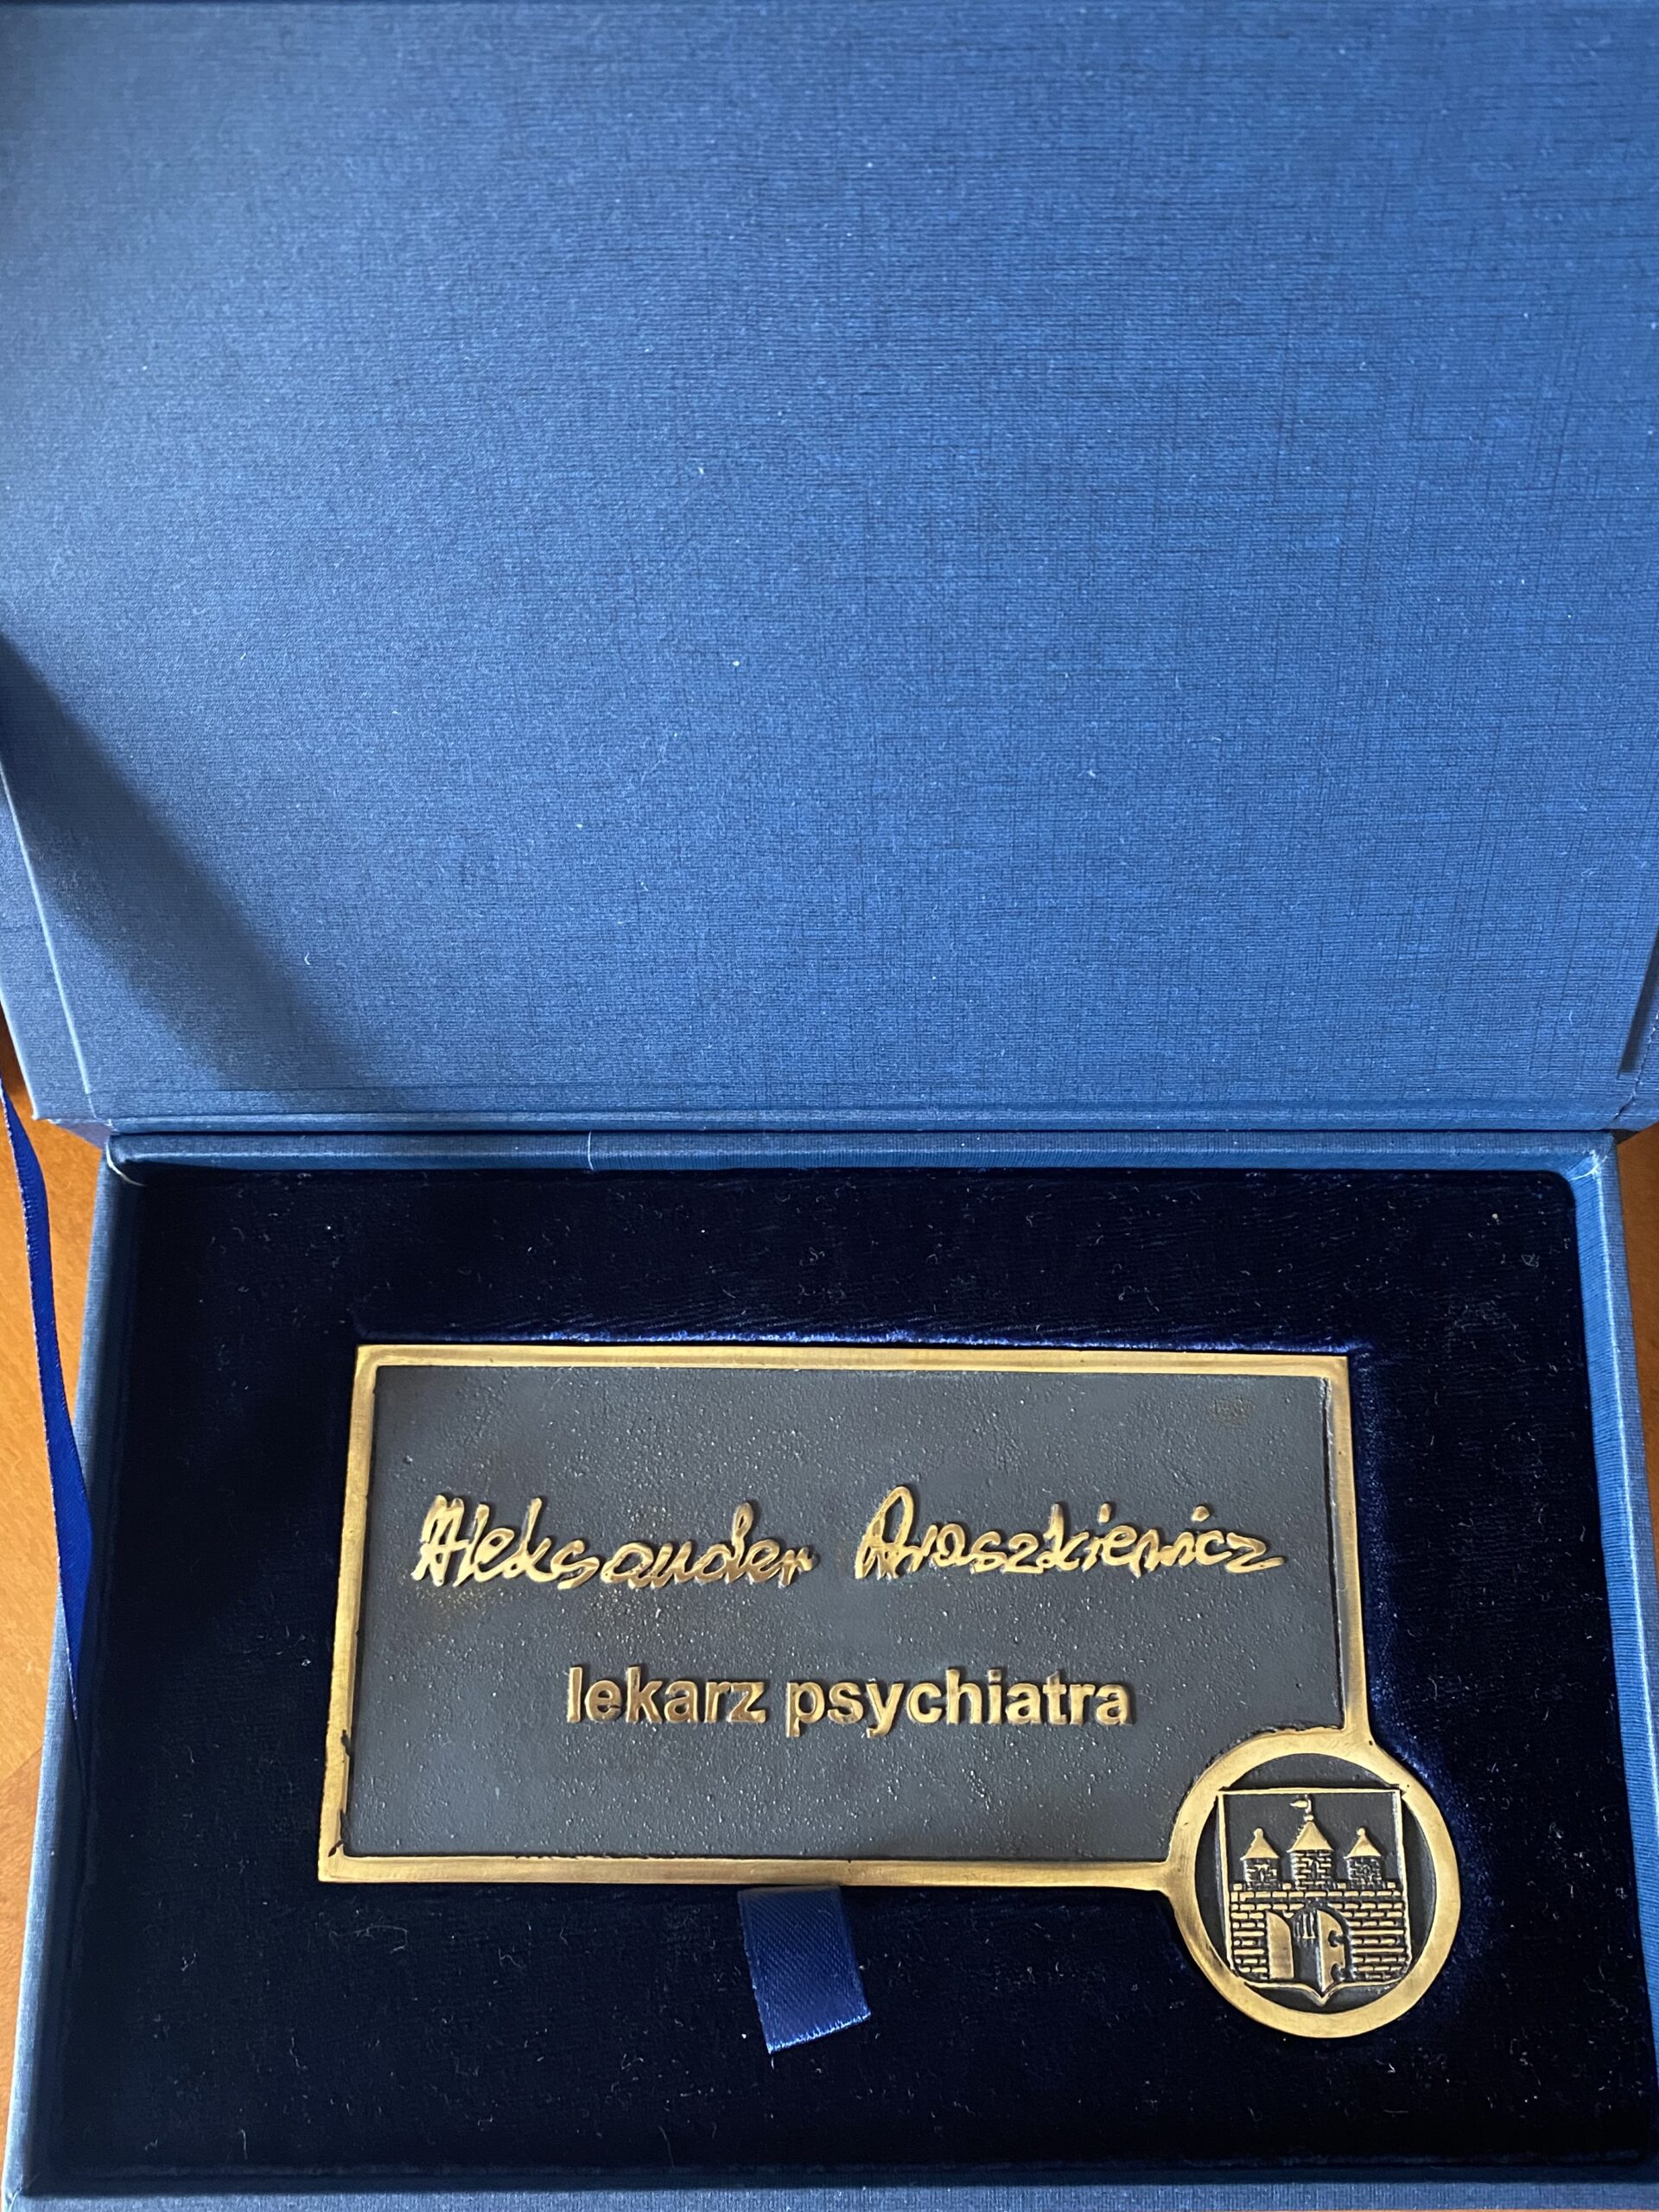 Aleksander Araszkiewicz
lekarz psychiatra